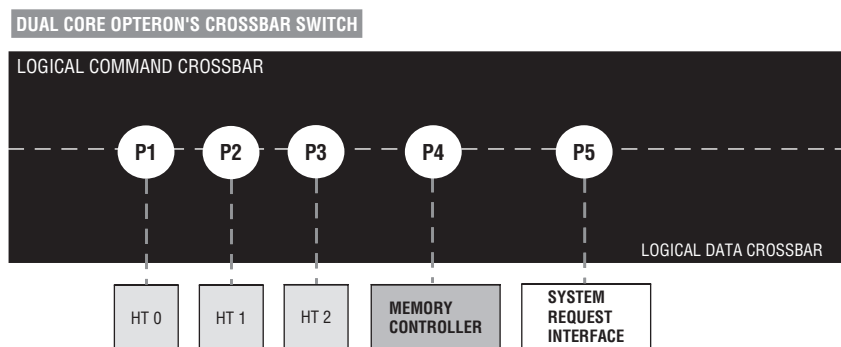 DUAL CORE OPTERON'S CROSSBAR SWITCH
LOGICAL COMMAND CROSSBAR
P1 P2 P3 P4 P5
LOGICAL DATA CROSSBAR
HT 0 HT 1 HT 2
MEMORY
CONTROLLER
SYSTEM
REQUEST
INTERFACE